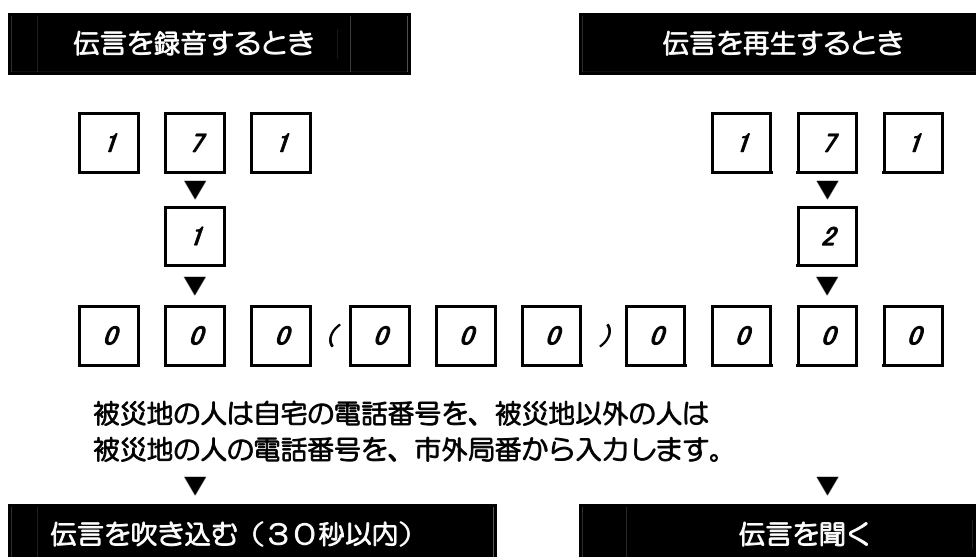 伝言を録音するとき
伝言を再生するとき
1 7 1
1 7 1
▼
▼
1
2
▼
▼
0 0 0 ( 0 0 0 ) 0 0 0 0
被災地の人は自宅の電話番号を、被災地以外の人は
被災地の人の電話番号を、市外局番から入力します。
▼
▼
伝言を吹き込む（３０秒以内）
伝言を聞く